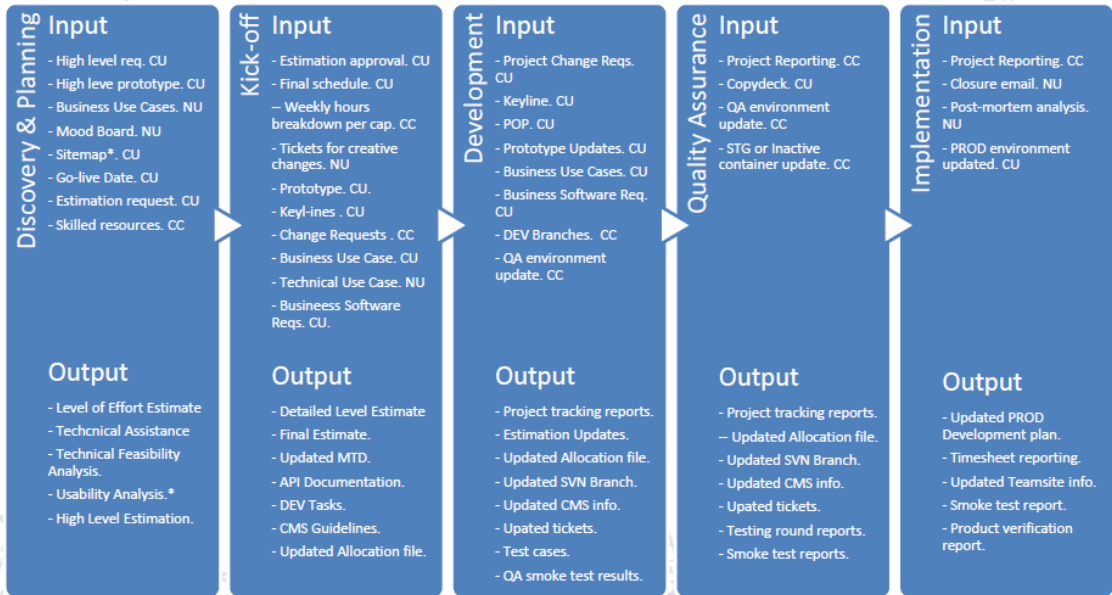 Discovery & Planning
Input
- High level req. CU
- High leve prototype. CU
- Business Use Cases. NU
- Mood Board. NU
- Sitemap*. CU
- Go-live Date. CU
- Estimation request. CU
- Skilled resources. CC
Output
- Level of Effort Estimate
- Techcnical Assistance
- Technical Feasibility
Analysis.
- Usability Analysis.*
- High Level Estimation.
Kick-off
Input
- Estimation approval. CU
- Final schedule. CU
-- Weekly hours
breakdown per cap. CC
- Tickets for creative
changes. NU
- Prototype. CU.
- Keyl-ines . CU
- Change Requests . CC
- Business Use Case. CU
- Technical Use Case. NU
- Busineess Software
Reqs. CU.
Output
- Detailed Level Estimate
- Final Estimate.
- Updated MTD.
- API Documentation.
- DEV Tasks.
- CMS Guidelines.
- Updated Allocation file.
Development
Input
- Project Change Reqs.
CU
- Keyline. CU
- POP. CU
- Prototype Updates. CU
- Business Use Cases. CU
- Business Software Req.
CU
- DEV Branches. CC
- QA environment
update. CC
Output
- Project tracking reports.
- Estimation Updates.
- Updated Allocation file.
- Updated SVN Branch.
- Updated CMS info.
- Upated tickets.
- Test cases.
- QA smoke test results.
Quality Assurance
Input
- Project Reporting. CC
- Copydeck. CU
- QA environment
update. CC
- STG or Inactive
container update. CC
Output
- Project tracking reports.
-- Updated Allocation file.
- Updated SVN Branch.
- Updated CMS info.
- Upated tickets.
- Testing round reports.
- Smoke test reports.
Implementation
Input
- Project Reporting. CC
- Closure email. NU
- Post-mortem analysis.
NU
- PROD environment
updated. CU
Output
- Updated PROD
Development plan.
- Timesheet reporting.
- Updated Teamsite info.
- Smoke test report.
- Product verification
report.